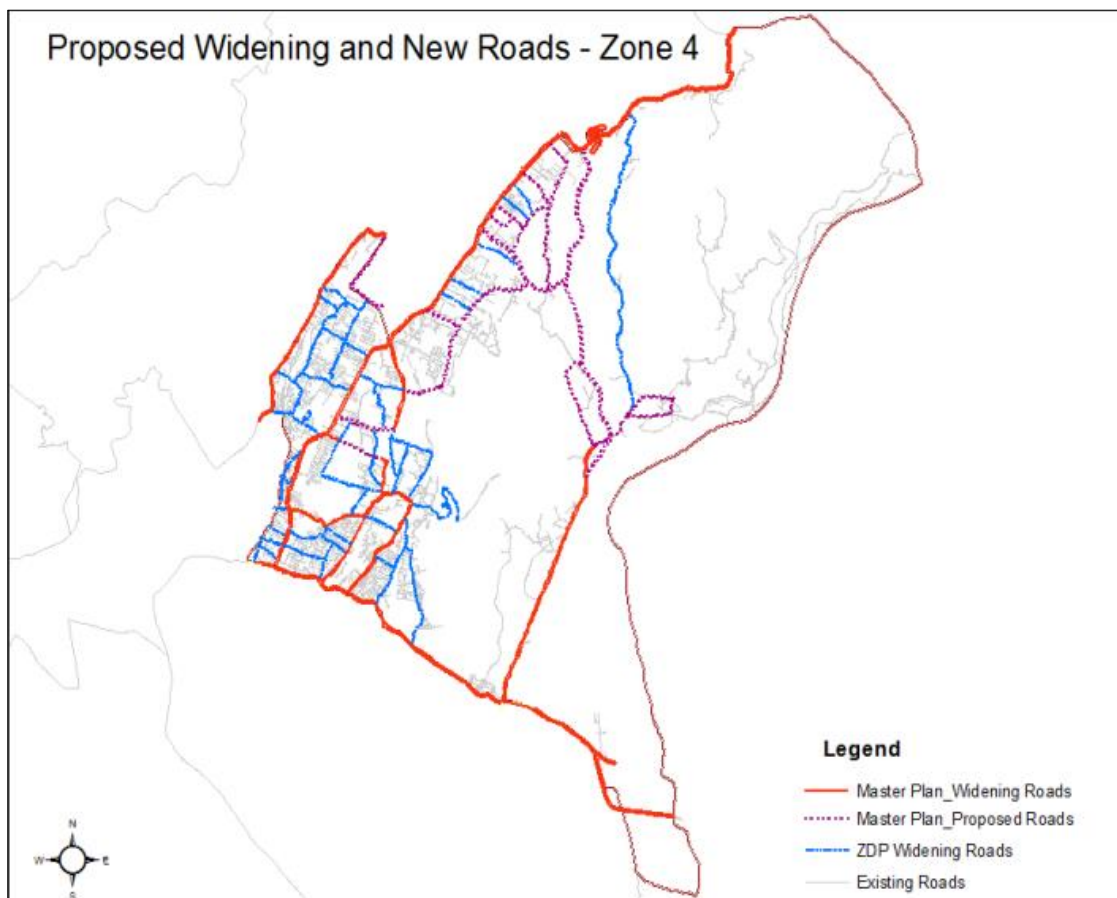 Proposed Widening and New Roads - Zone 4
Legend
Master Plan_Widening Roads
Master Plan_Proposed Roads
ZDP Widening Roads
Existing Roads
N
W E
S